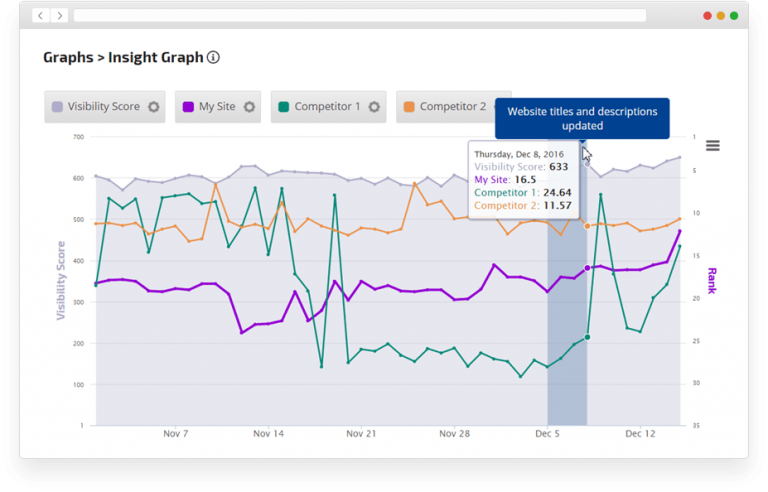 Graphs > Insight Graph
Visibility Score
My Site
Competitor 1
Competitor 2
Website titles and descriptions
updated
Thursday, Dec 8, 2016
Visibility Score: 633
My Site: 16.5
Competitor 1: 24.64
Competitor 2: 11.57
700
600
500
400
300
200
100
1
Visibility Score
1
5
10
15
20
25
30
35
Rank
Nov 7
Nov 14
Nov 21
Nov 28
Dec 5
Dec 12